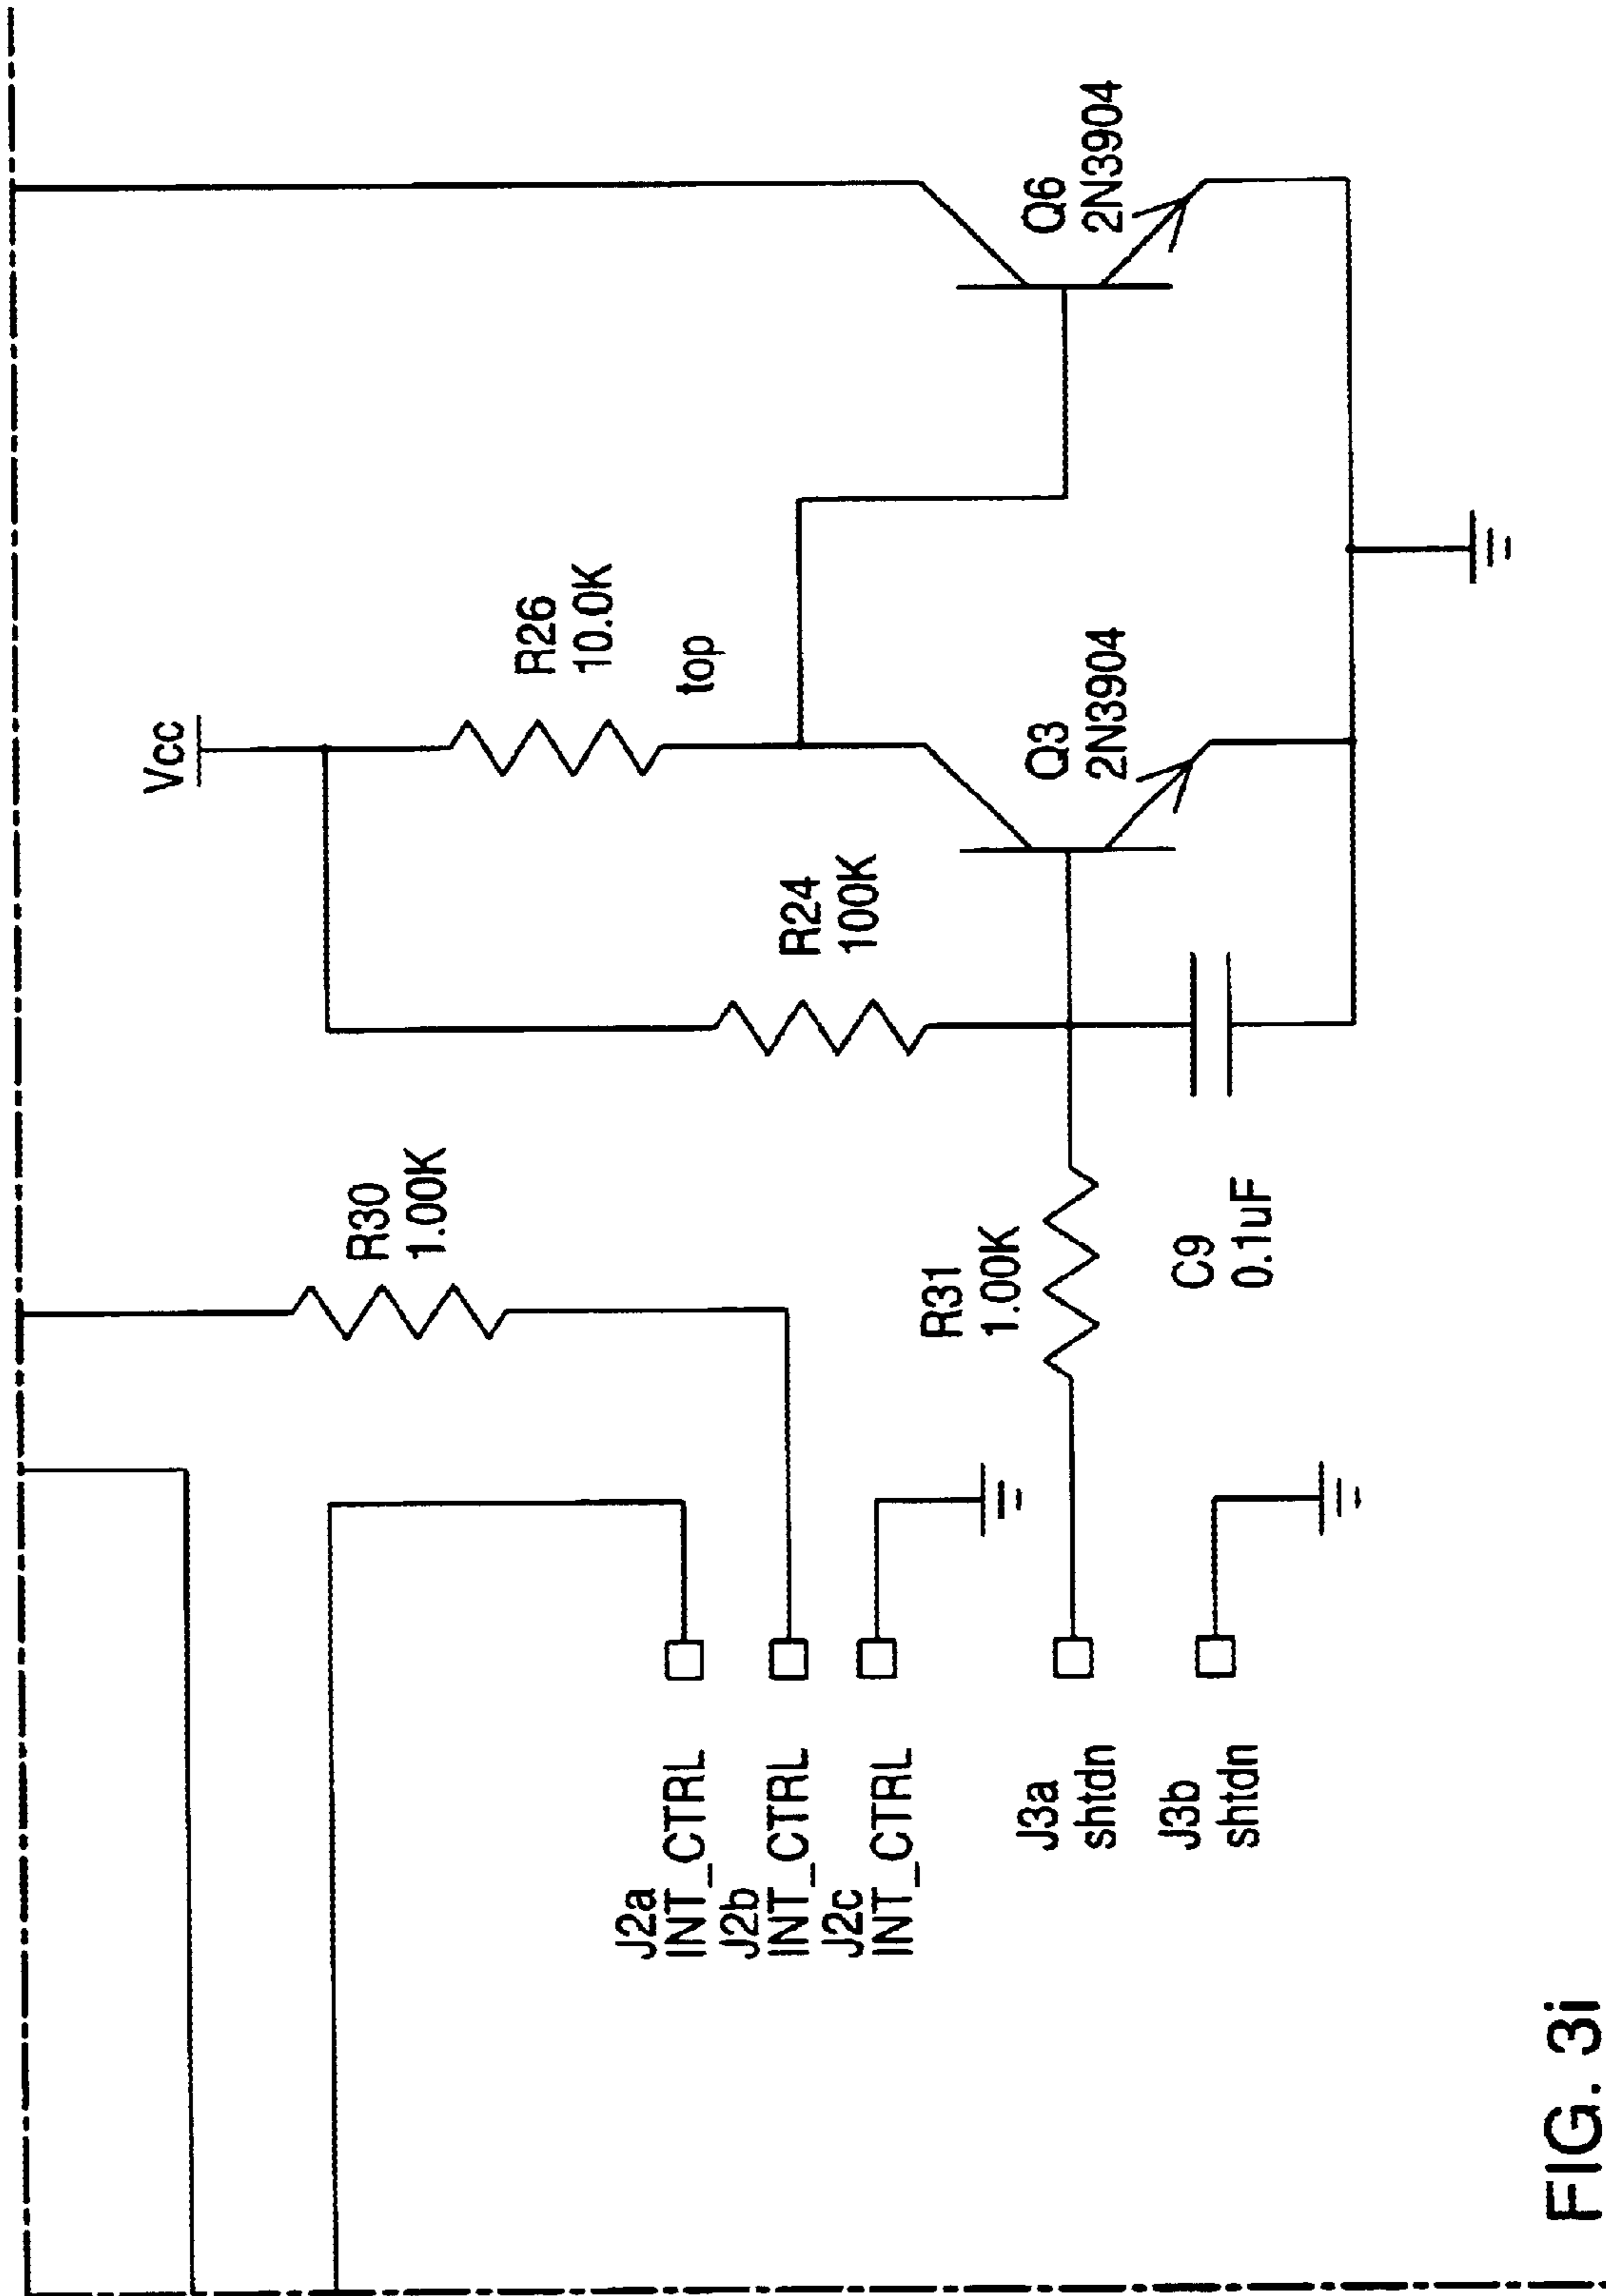 Vcc
R26
10.0K
top
R24
100K
R30
1.00K
R31
1.00K
C9
0.1uF
Q3
2N3904
Q6
2N3904
J2a
INT_CTRL
J2b
INT_CTRL
J2c
INT_CTRL
J3a
shtdn
J3b
shtdn
FIG. 3i